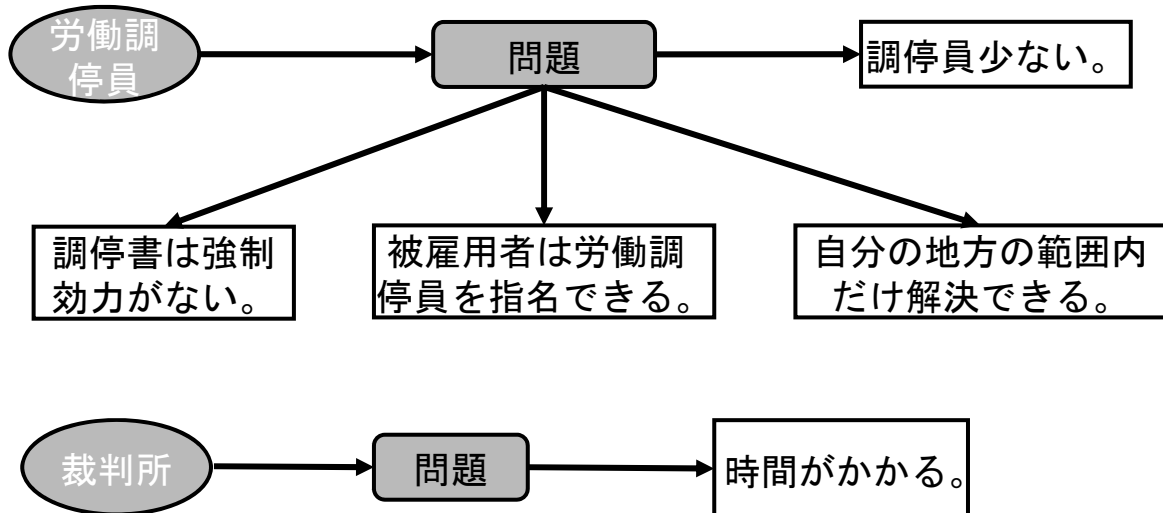 労働調
停員
問題
調停員少ない。
調停書は強制
効力がない。
被雇用者は労働調
停員を指名できる。
自分の地方の範囲内
だけ解決できる。
裁判所
問題
時間がかかる。